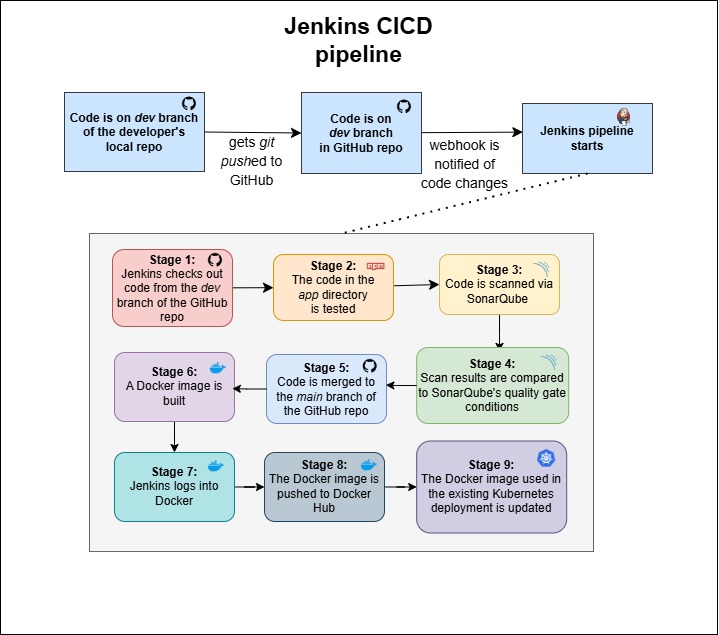 Jenkins CICD
pipeline
Code is on dev branch
of the developer's
local repo
gets git
pushed to
GitHub
Code is on
dev branch
in GitHub repo
webhook is
notified of
code changes
Jenkins pipeline
starts
Stage 1:
Jenkins checks out
code from the dev
branch of the GitHub
repo
Stage 2:
npm
The code in the
app directory
is tested
Stage 3:
Code is scanned via
SonarQube
Stage 4:
Scan results are compared
to SonarQube's quality gate
conditions
Stage 5:
Code is merged to
the main branch of
the GitHub repo
Stage 6:
A Docker image is
built
Stage 7:
Jenkins logs into
Docker
Stage 8:
The Docker image is
pushed to Docker
Hub
Stage 9:
The Docker image used in
the existing Kubernetes
deployment is updated